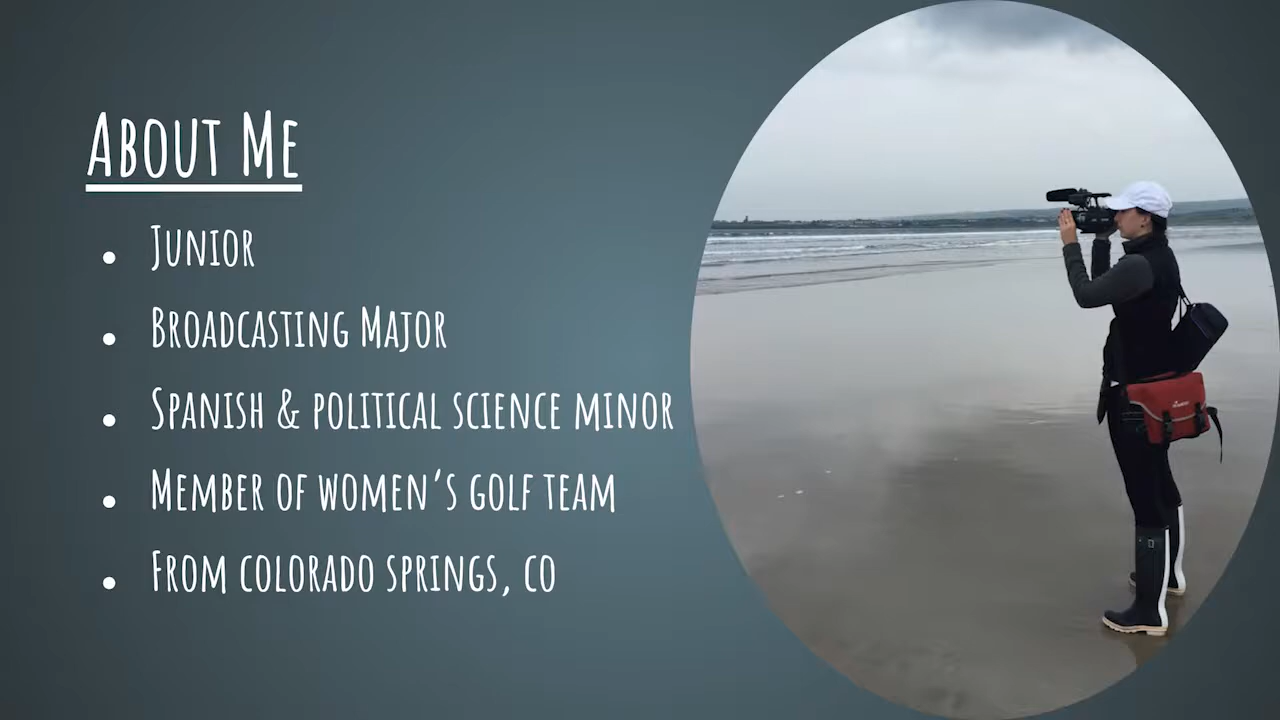 About Me
• Junior
• Broadcasting Major
• Spanish & political science minor
• Member of women's golf team
• From colorado springs, co